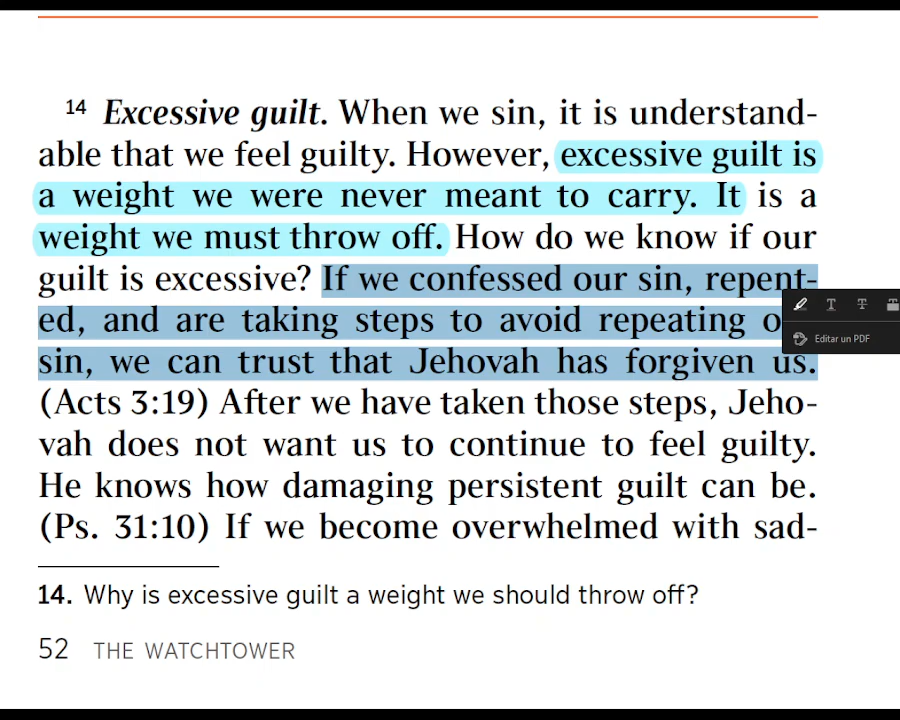 14 Excessive guilt. When we sin, it is understand-
able that we feel guilty. However, excessive guilt is
a weight we were never meant to carry. It is a
weight we must throw off. How do we know if our
guilt is excessive? If we confessed our sin, repent-
ed, and are taking steps to avoid repeating
sin, we can trust that Jehovah has forgiven us.
Editar un PDF
(Acts 3:19) After we have taken those steps, Jeho-
vah does not want us to continue to feel guilty.
He knows how damaging persistent guilt can be.
(Ps. 31:10) If we become overwhelmed with sad-
14. Why is excessive guilt a weight we should throw off?
52 THE WATCHTOWER